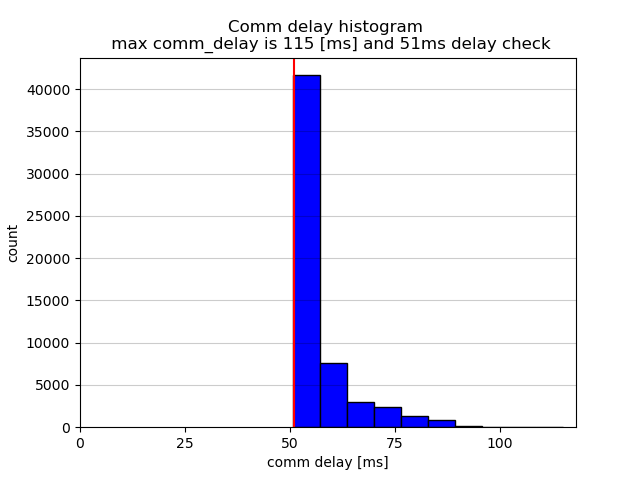 Comm delay histogram
max comm_delay is 115 [ms] and 51ms delay check
count
40000
35000
30000
25000
20000
15000
10000
5000
0
0 25 50 75 100
comm delay [ms]